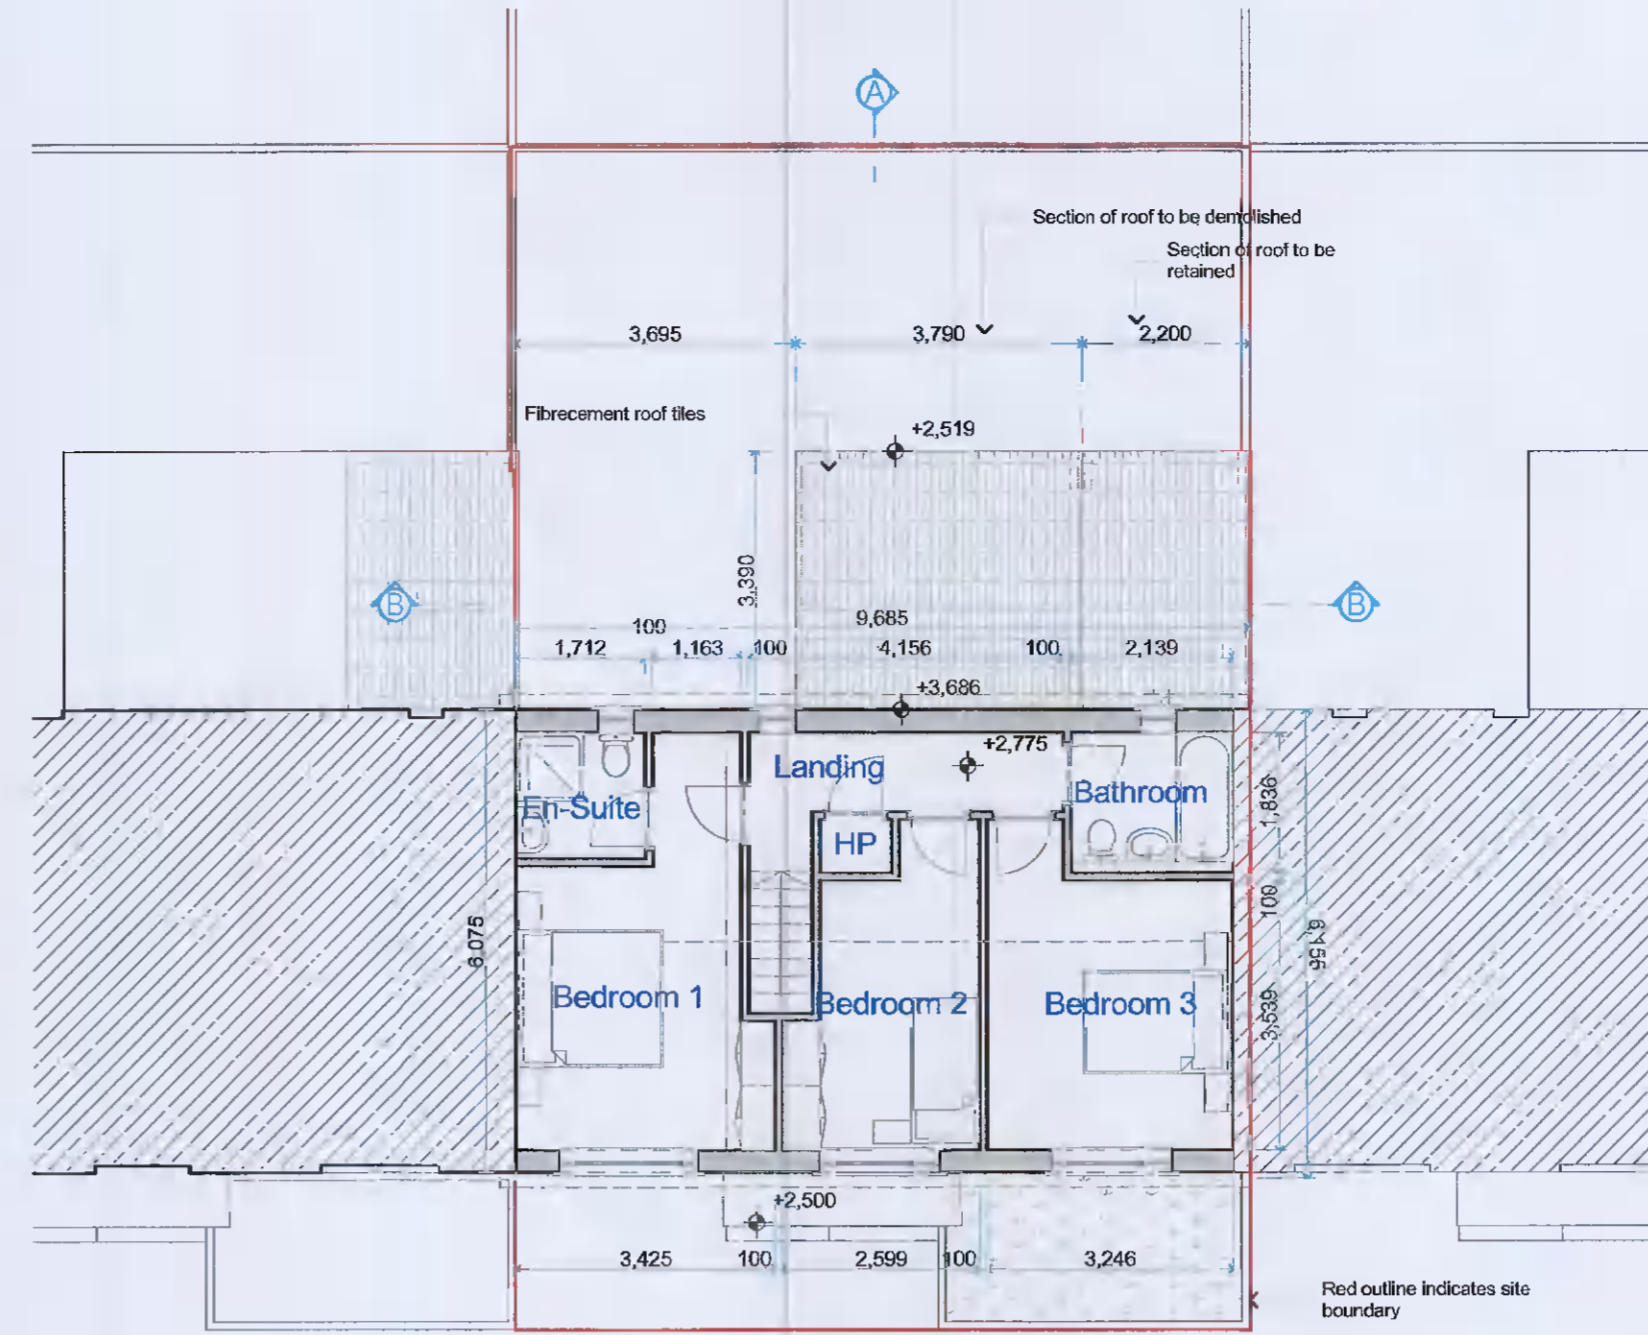 A
Section of roof to be demolished
Section of roof to be
retained
3,695
3,790
2,200
Fibrecement roof tiles
+2,519
3,390
B
B
9,685
100
1,712
1,163
100
4,156
100
2,139
+3,686
+2,775
Landing
En-Suite
Bathroom
HP
1,836
100
6,075
6,156
3,539
Bedroom 1
Bedroom 2
Bedroom 3
+2,500
3,425
100
2,599
100
3,246
Red outline indicates site
boundary